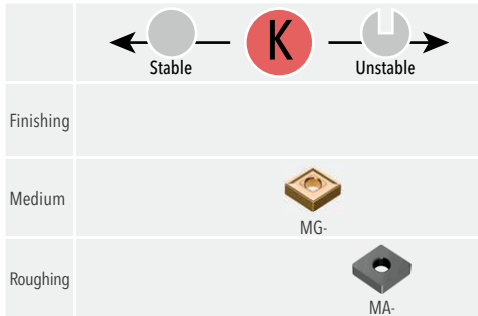 K
Stable
Unstable
Finishing
Medium
MG-
Roughing
MA-